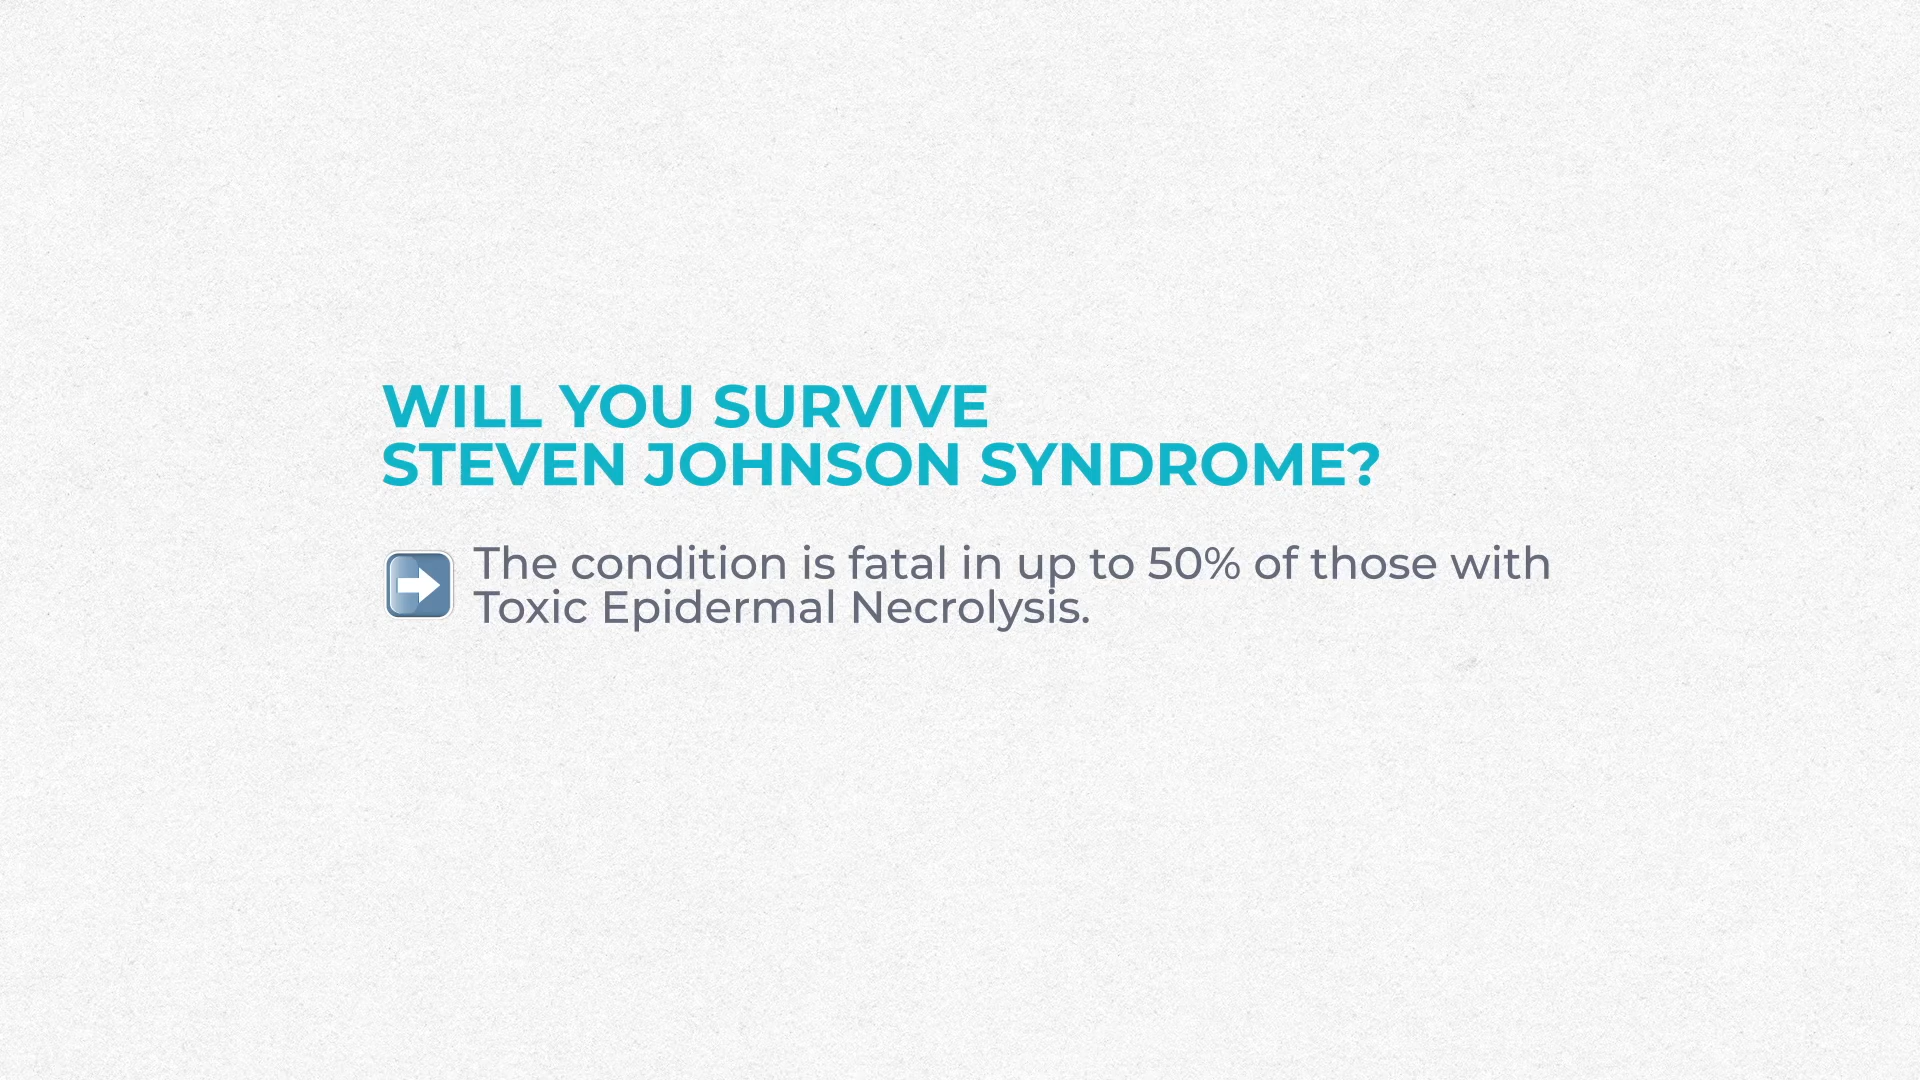 WILL YOU SURVIVE
STEVEN JOHNSON SYNDROME?
The condition is fatal in up to 50% of those with
Toxic Epidermal Necrolysis.